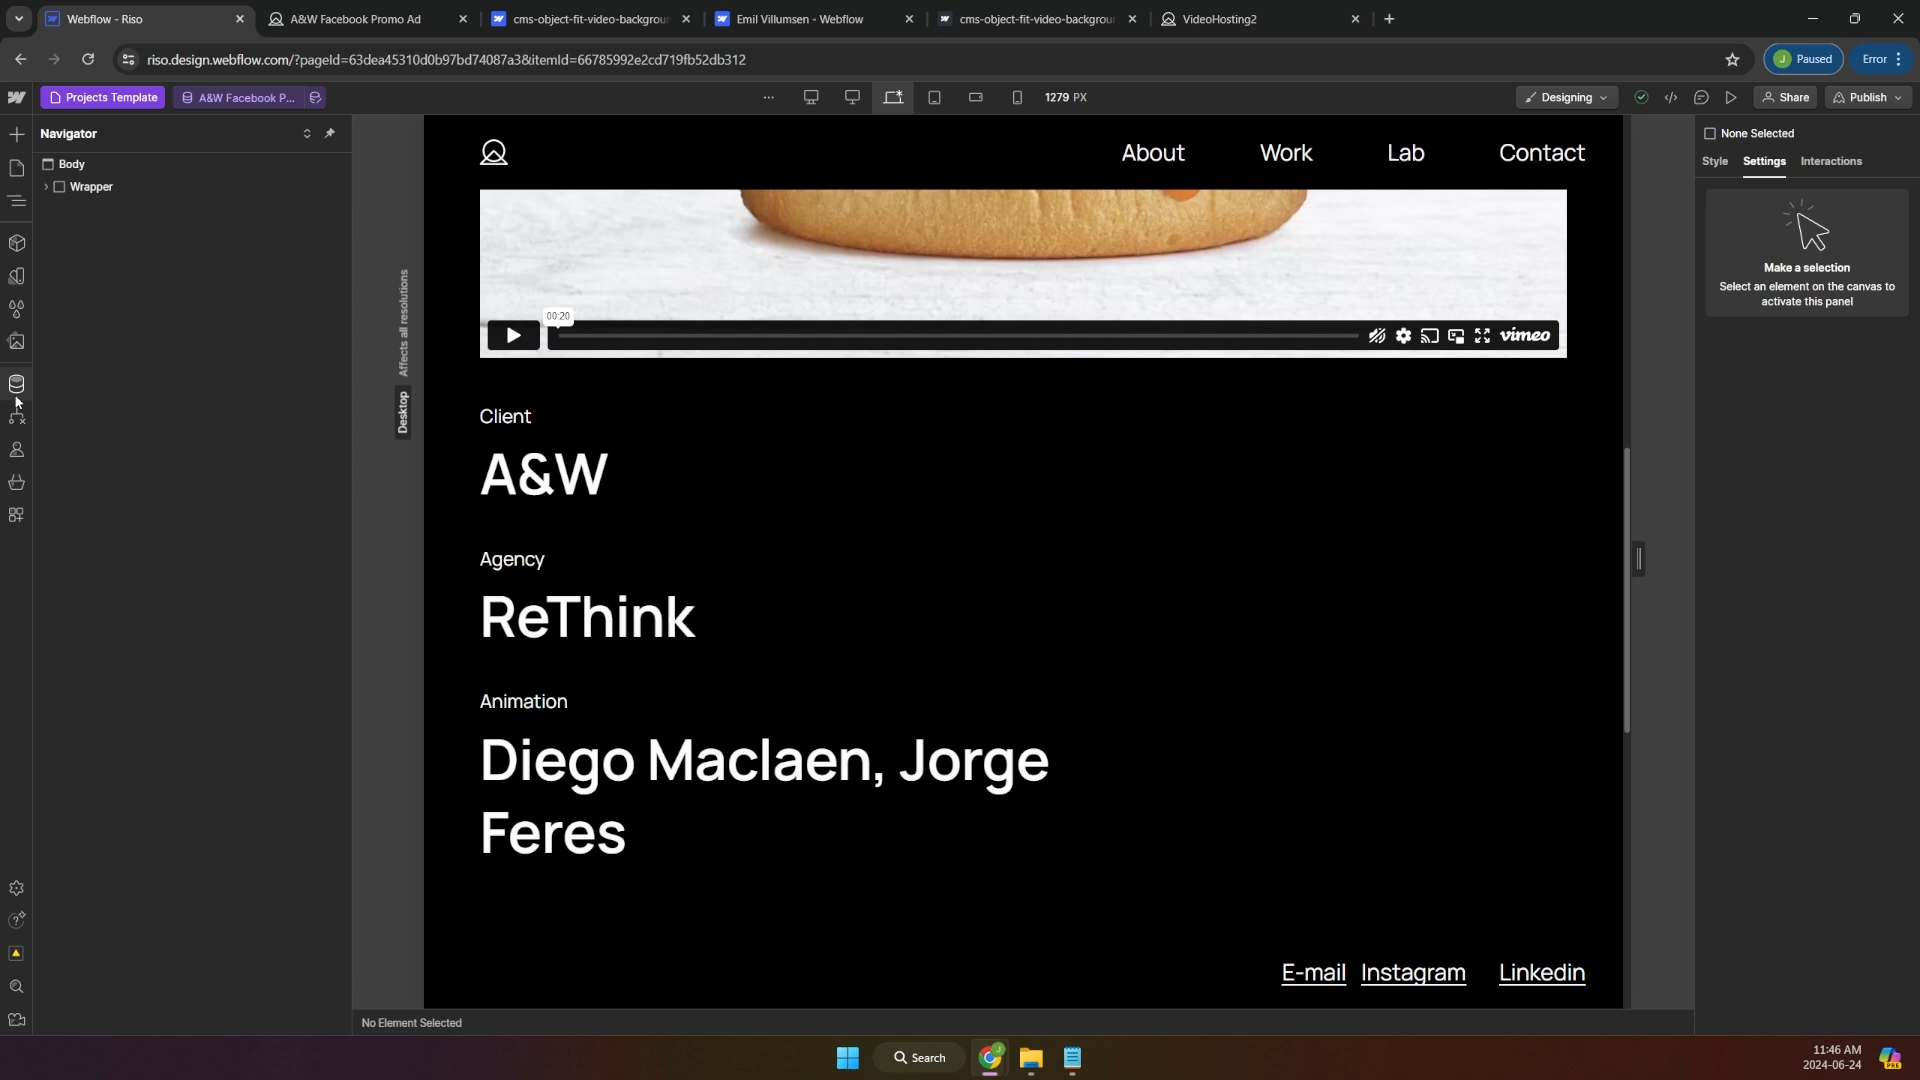 Webflow - Riso
A&W Facebook Promo Ad
cms-object-fit-video-backgrou
Emil Villumsen - Webflow
cms-object-fit-video-backgrou
VideoHosting2
riso.design.webflow.com/?pageId=63dea45310d0b97bd74087a3&itemId=66785992e2cd719fb52db312
J
Paused
Error
Projects Template
A&W Facebook P...
1279 PX
Designing
Share
Publish
Navigator
Body
Wrapper
Affects all resolutions
Desktop
About
Work
Lab
Contact
00:20
vimeo
Client
A&W
Agency
ReThink
Animation
Diego Maclaen, Jorge
Feres
E-mail
Instagram
Linkedin
None Selected
Style
Settings
Interactions
Make a selection
Select an element on the canvas to
activate this panel
No Element Selected
Search
J
11:46 AM
2024-06-24
PRE